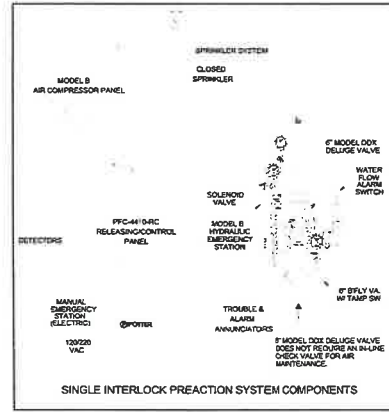 SPRINKLER SYSTEM
CLOSED
SPRINKLER
MODEL B
AIR COMPRESSOR PANEL
6" MODEL DDX
DELUGE VALVE
WATER
FLOW
ALARM
SWITCH
SOLENOID
VALVE
PFC-4410-RC
RELEASING/CONTROL
PANEL
MODEL B
HYDRAULIC
EMERGENCY
STATION
DETECTORS
6" B'FLY VA.
W/ TAMP SW.
MANUAL
EMERGENCY
STATION
(ELECTRIC)
POTTER
TROUBLE &
ALARM
ANNUNCIATORS
120/220
VAC
6" MODEL DDX DELUGE VALVE
DOES NOT REQUIRE AN IN-LINE
CHECK VALVE FOR AIR
MAINTENANCE.
SINGLE INTERLOCK PREACTION SYSTEM COMPONENTS